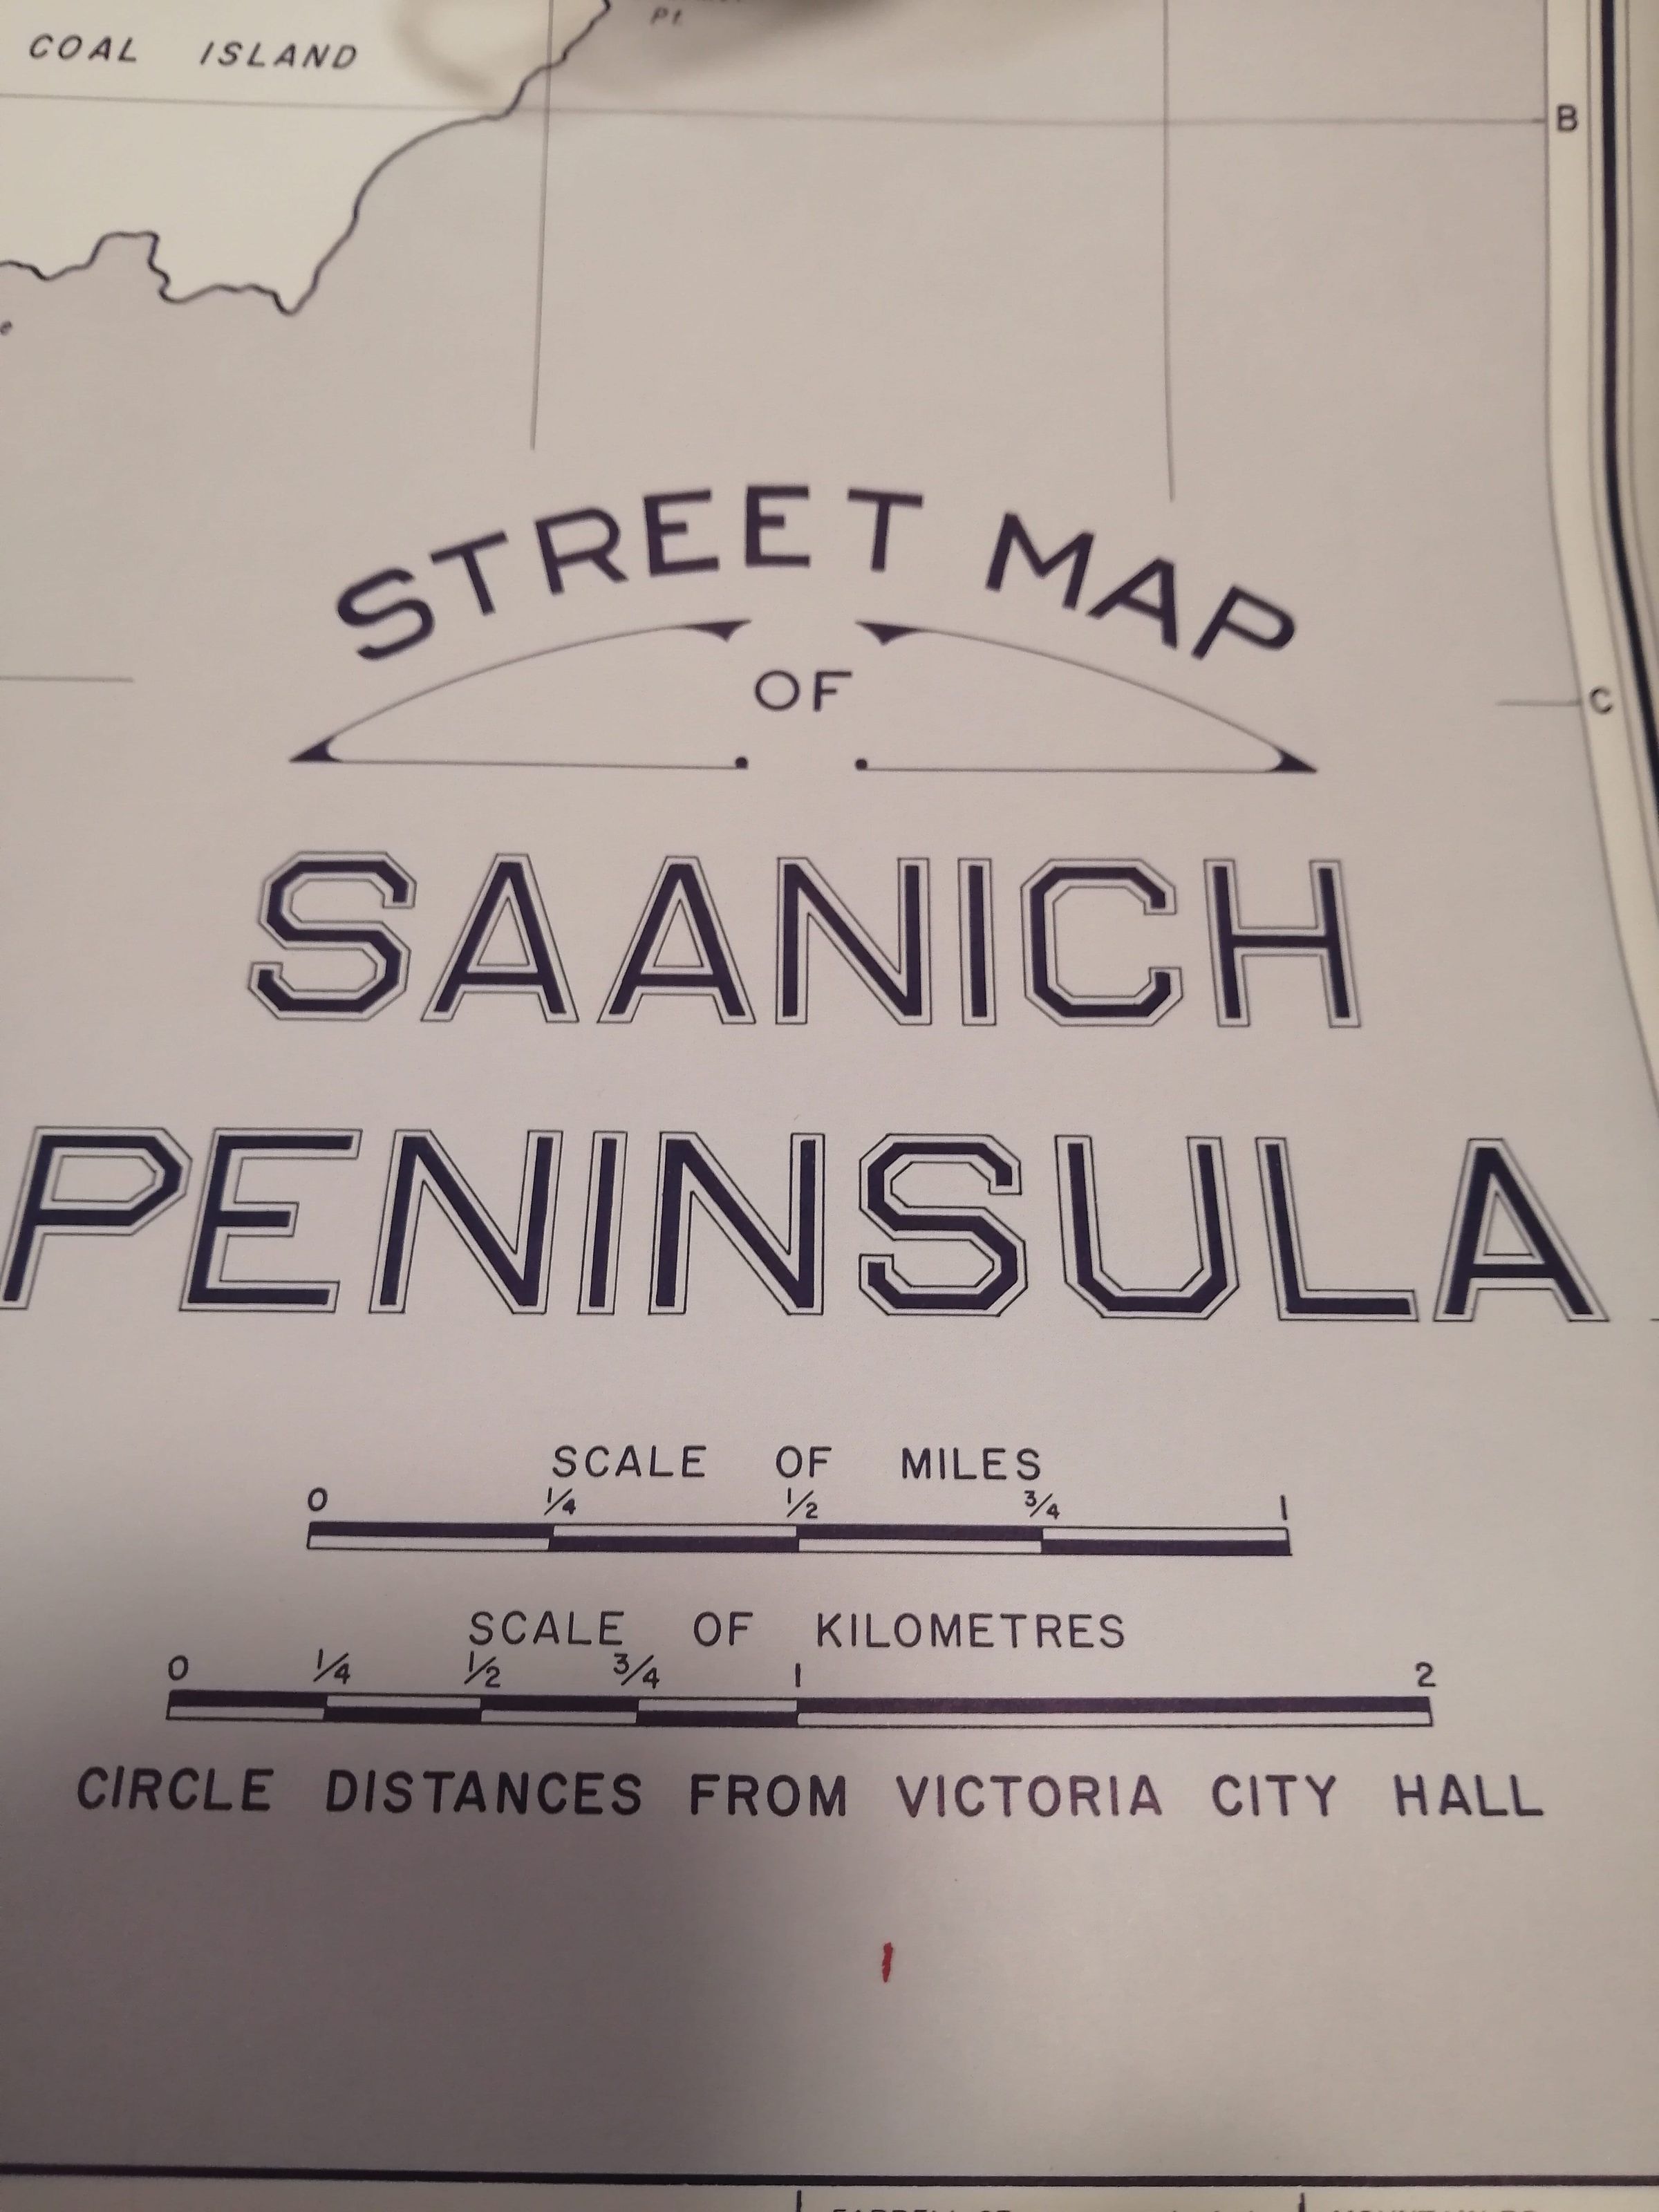 Pt.
COAL ISLAND
B
STREET MAP
OF
C
SAANICH
PENINSULA
SCALE OF MILES
0 1/4 1/2 3/4 1
SCALE OF KILOMETRES
0 1/4 1/2 3/4 1 2
CIRCLE DISTANCES FROM VICTORIA CITY HALL